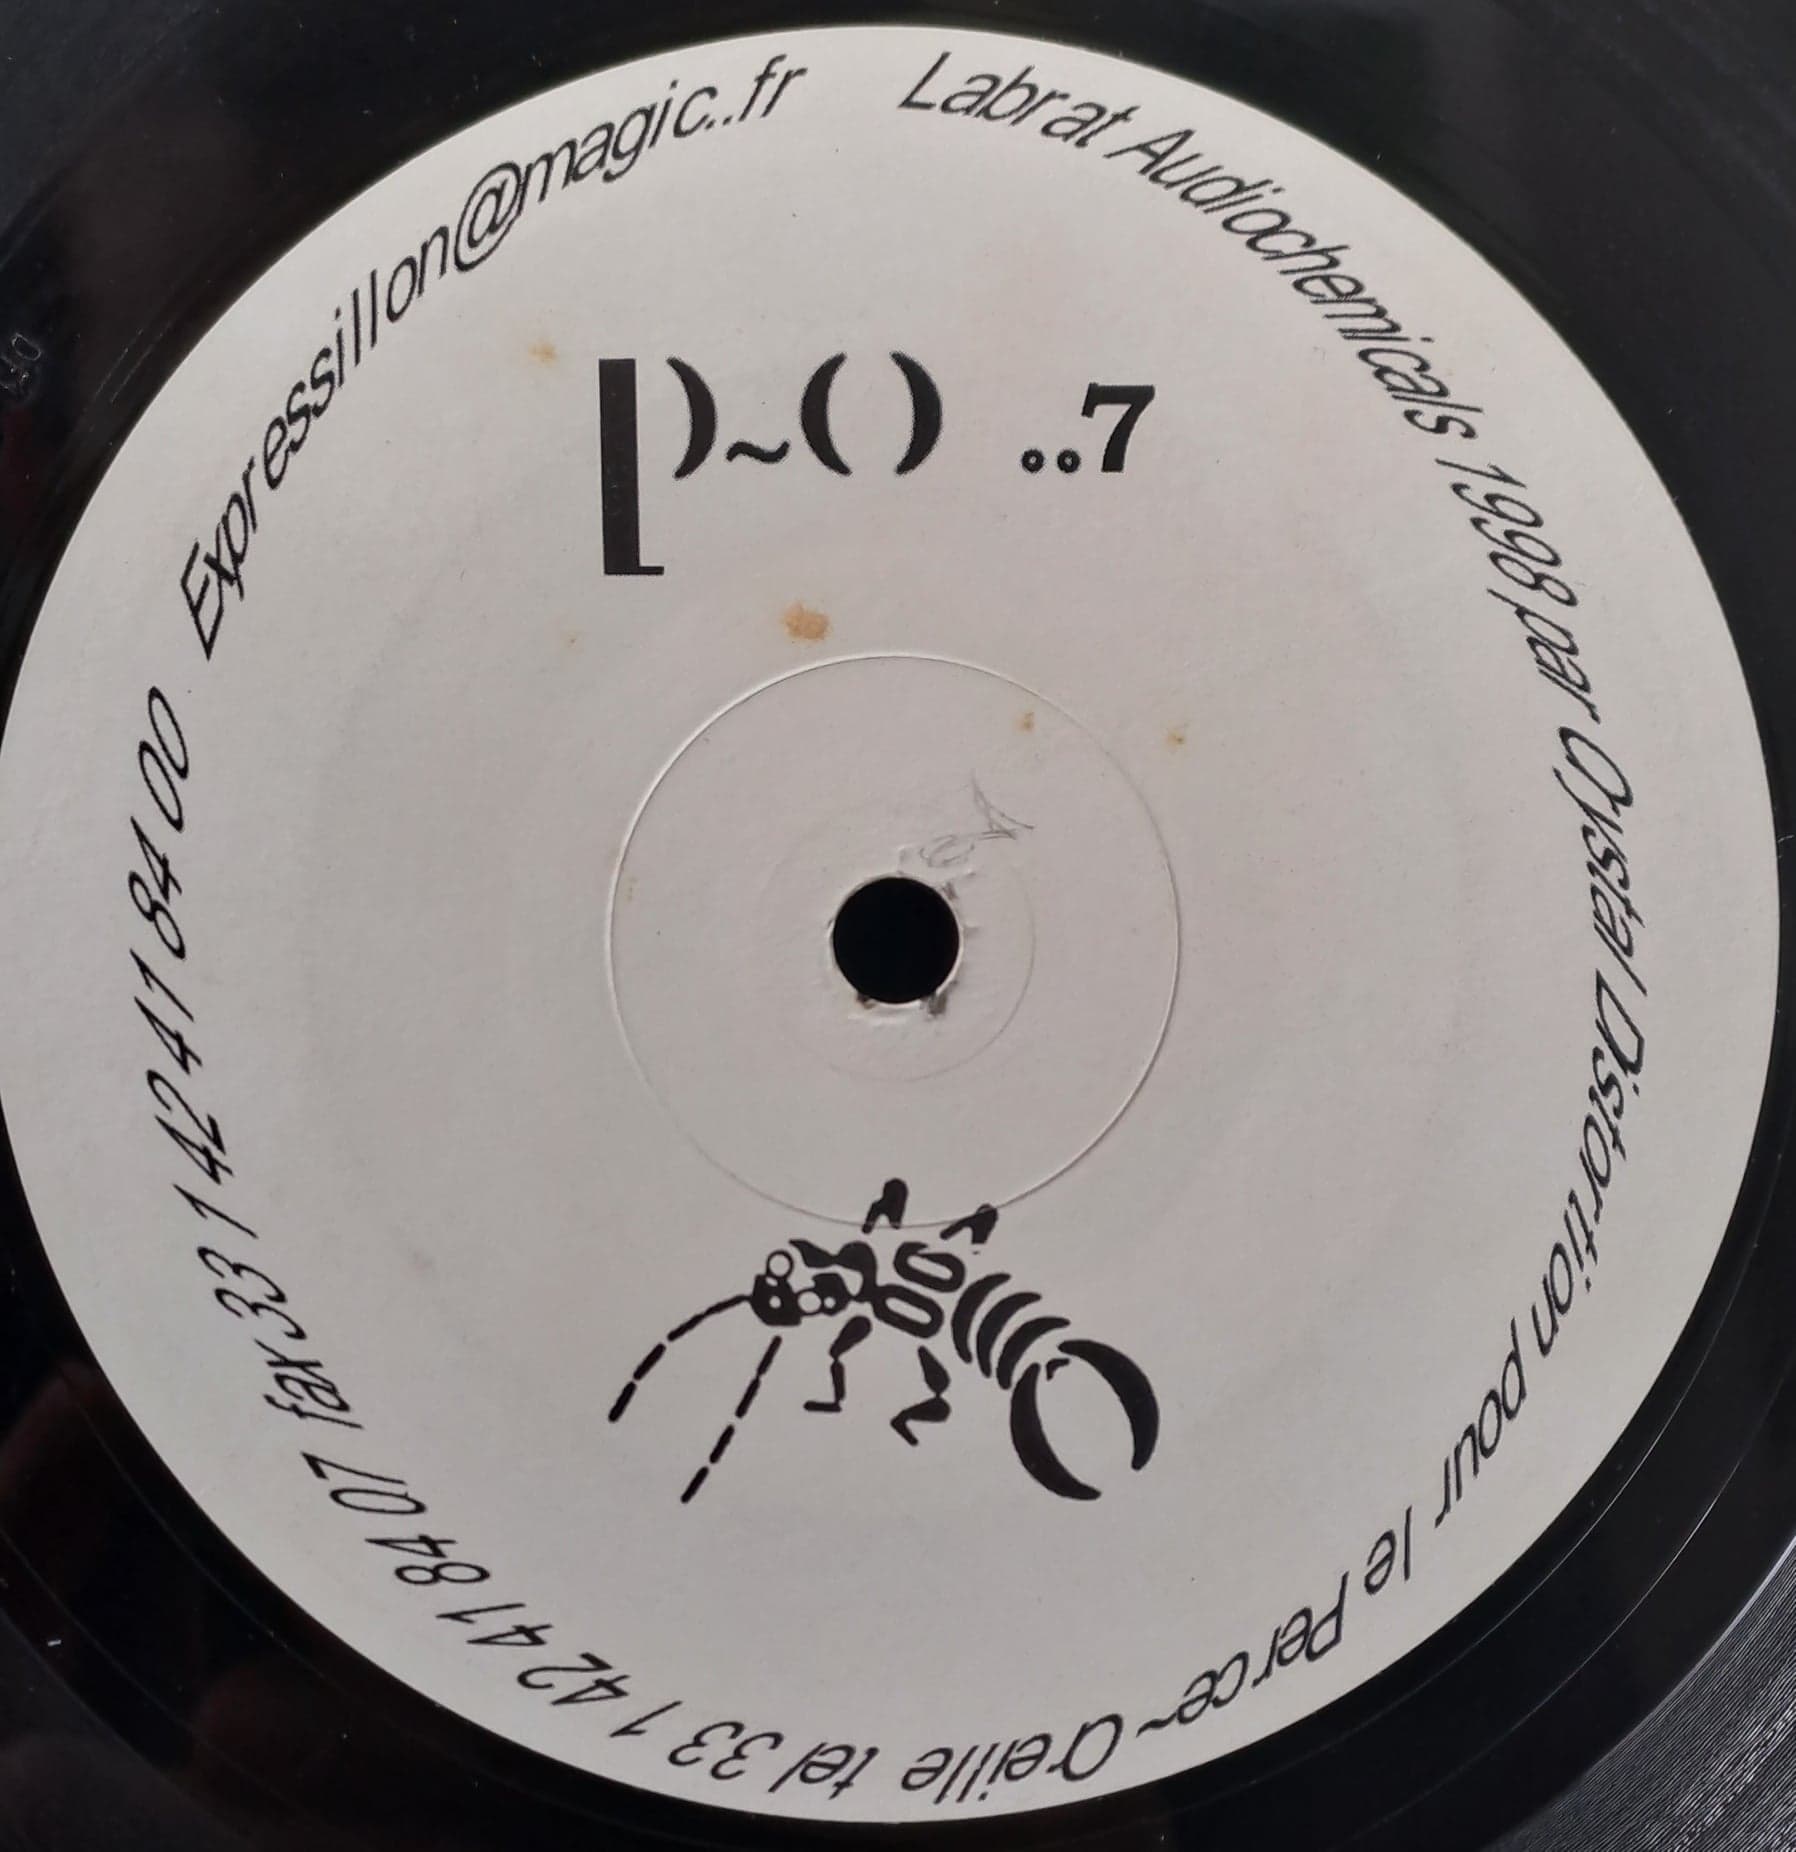 Labrat Audiochemicals 1998 par Crystal Distortion pour le Perce~Oreille tel 33 1 42 41 84 07 fax 33 1 42 41 84 00 Expressillon@magic..fr
)~( ) ..7